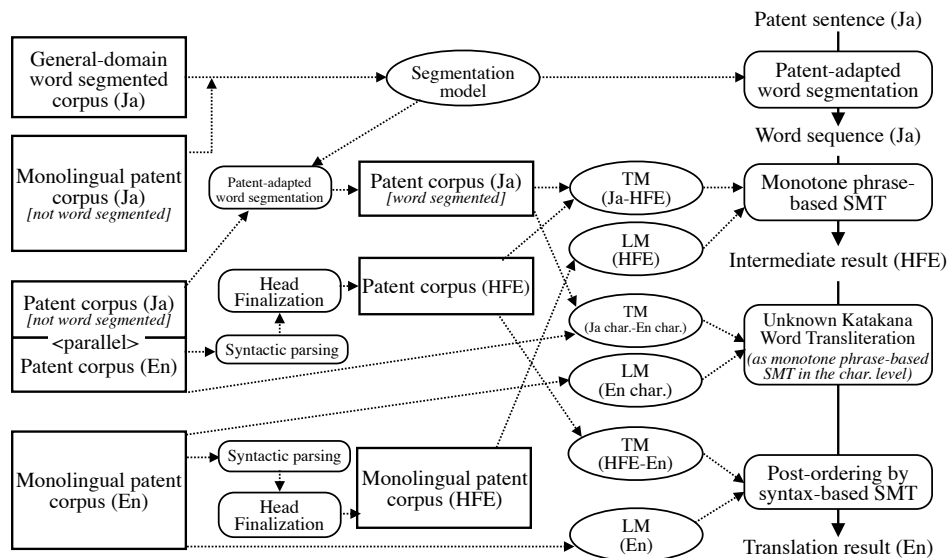 Patent sentence (Ja)
General-domain
word segmented
corpus (Ja)
Segmentation
model
Patent-adapted
word segmentation
Word sequence (Ja)
Monolingual patent
corpus (Ja)
[not word segmented]
Patent-adapted
word segmentation
Patent corpus (Ja)
[word segmented]
TM
(Ja-HFE)
Monotone phrase-
based SMT
LM
(HFE)
Intermediate result (HFE)
Head
Finalization
Patent corpus (HFE)
Patent corpus (Ja)
[not word segmented]
<parallel>
Patent corpus (En)
Syntactic parsing
TM
(Ja char.-En char.)
Unknown Katakana
Word Transliteration
(as monotone phrase-based
SMT in the char. level)
LM
(En char.)
Monolingual patent
corpus (En)
Syntactic parsing
Head
Finalization
Monolingual patent
corpus (HFE)
TM
(HFE-En)
Post-ordering by
syntax-based SMT
LM
(En)
Translation result (En)